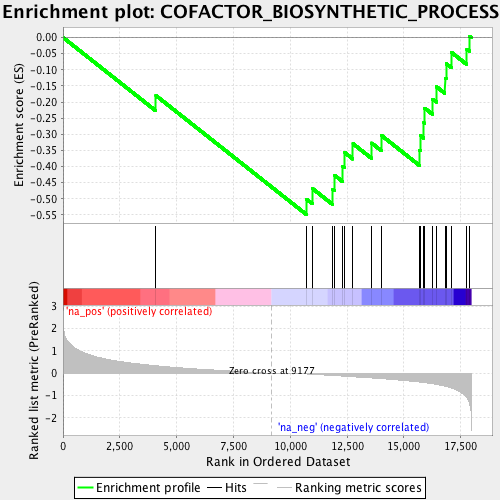 Enrichment plot: COFACTOR_BIOSYNTHETIC_PROCESS
Enrichment score (ES)
0.00
-0.05
-0.10
-0.15
-0.20
-0.25
-0.30
-0.35
-0.40
-0.45
-0.50
-0.55
Ranked list metric (PreRanked)
'na_pos' (positively correlated)
3
2
1
0
-1
-2
Zero cross at 9177
'na_neg' (negatively correlated)
0 2,500 5,000 7,500 10,000 12,500 15,000 17,500
Rank in Ordered Dataset
Enrichment profile Hits Ranking metric scores